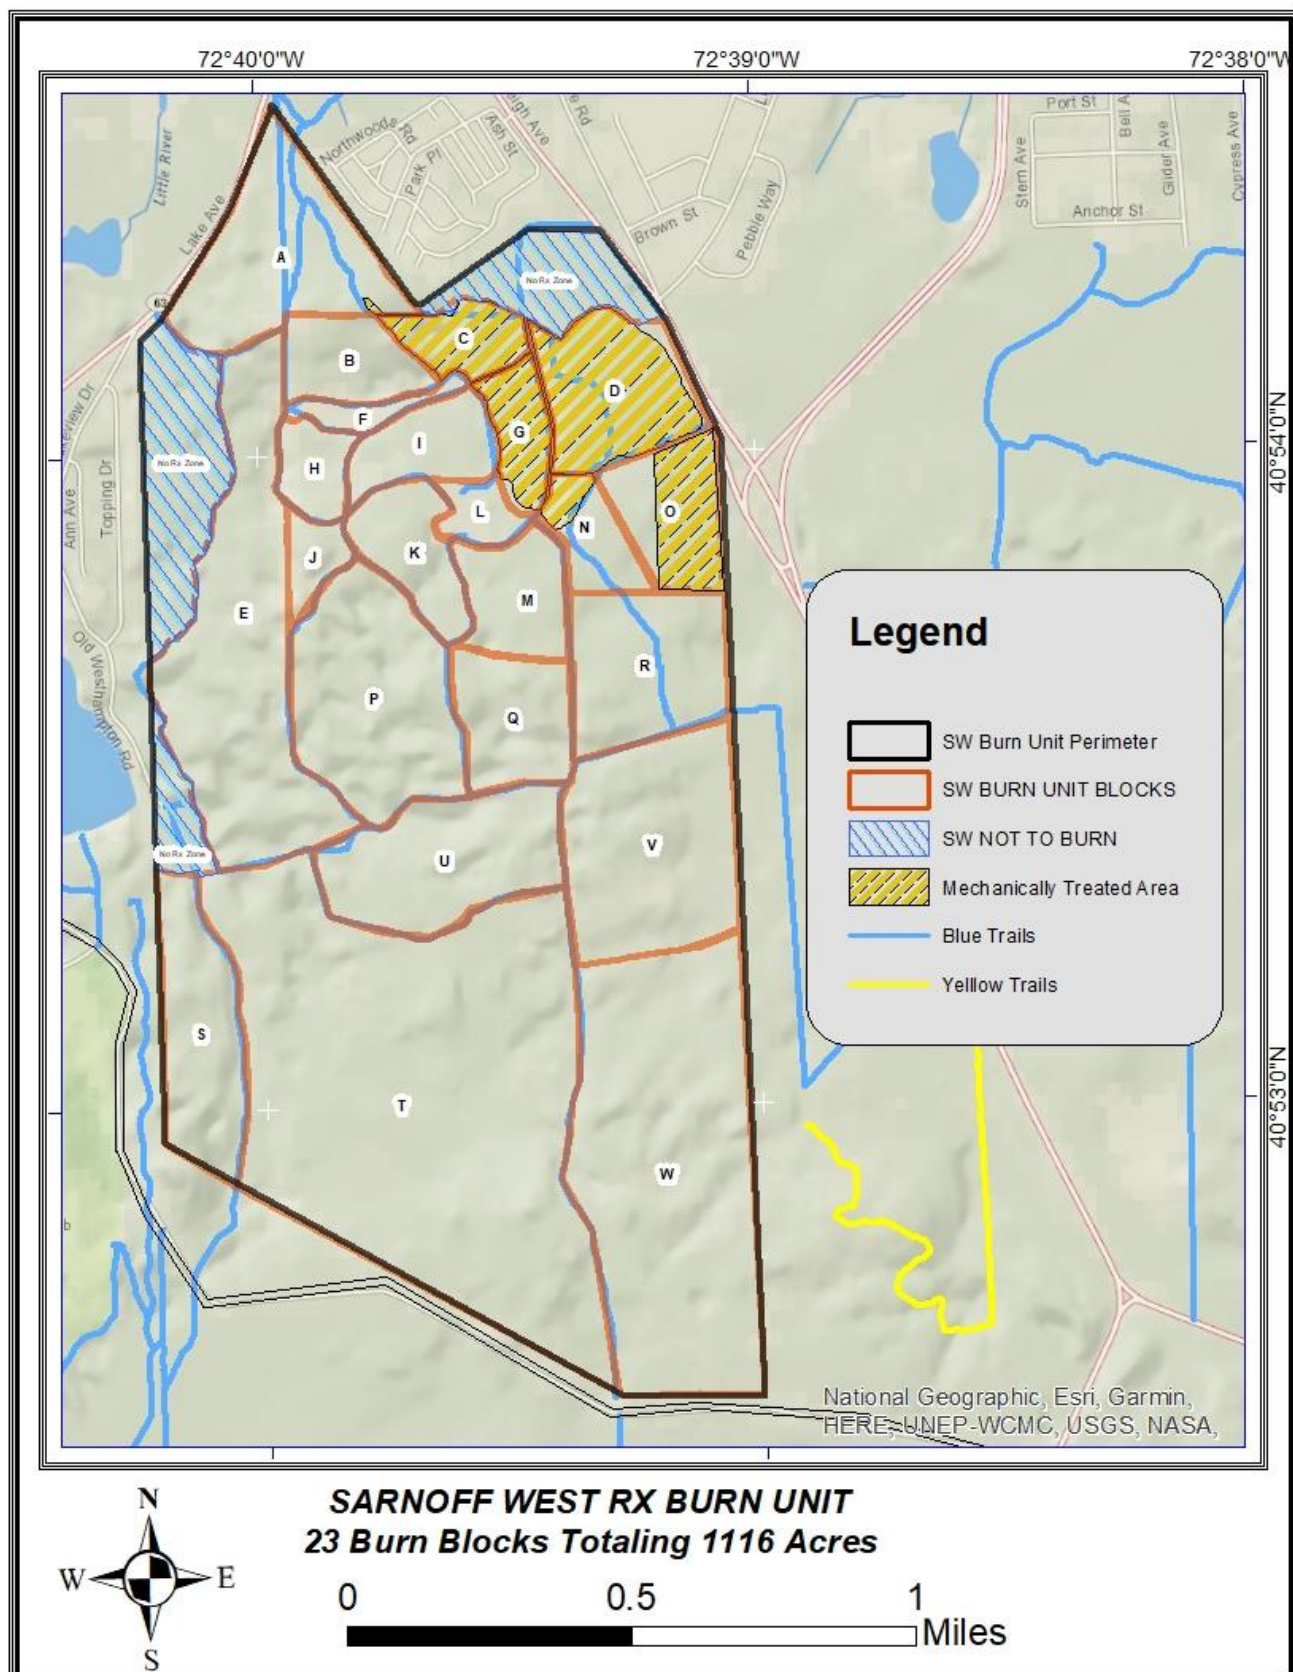 72°40'0"W
72°39'0"W
72°38'0"W
Little River
Lake Ave
Northwoods Rd
Park Pl
Ash St
Brown St
Pebble Way
Port St
Stern Ave
Anchor St
Glider Ave
Cypress Ave
63
A
No Rx Zone
C
B
D
F
G
I
No Rx Zone
H
L
O
N
K
J
E
M
R
P
Q
Topping Dr
Ann Ave
Old Westhampton Rd
40°54'0"N
No Rx Zone
U
V
S
T
W
40°53'0"N
Legend
SW Burn Unit Perimeter
SW BURN UNIT BLOCKS
SW NOT TO BURN
Mechanically Treated Area
Blue Trails
Yelllow Trails
National Geographic, Esri, Garmin,
HERE, UNEP-WCMC, USGS, NASA,
SARNOFF WEST RX BURN UNIT
23 Burn Blocks Totaling 1116 Acres
N
W
E
S
0
0.5
1
Miles